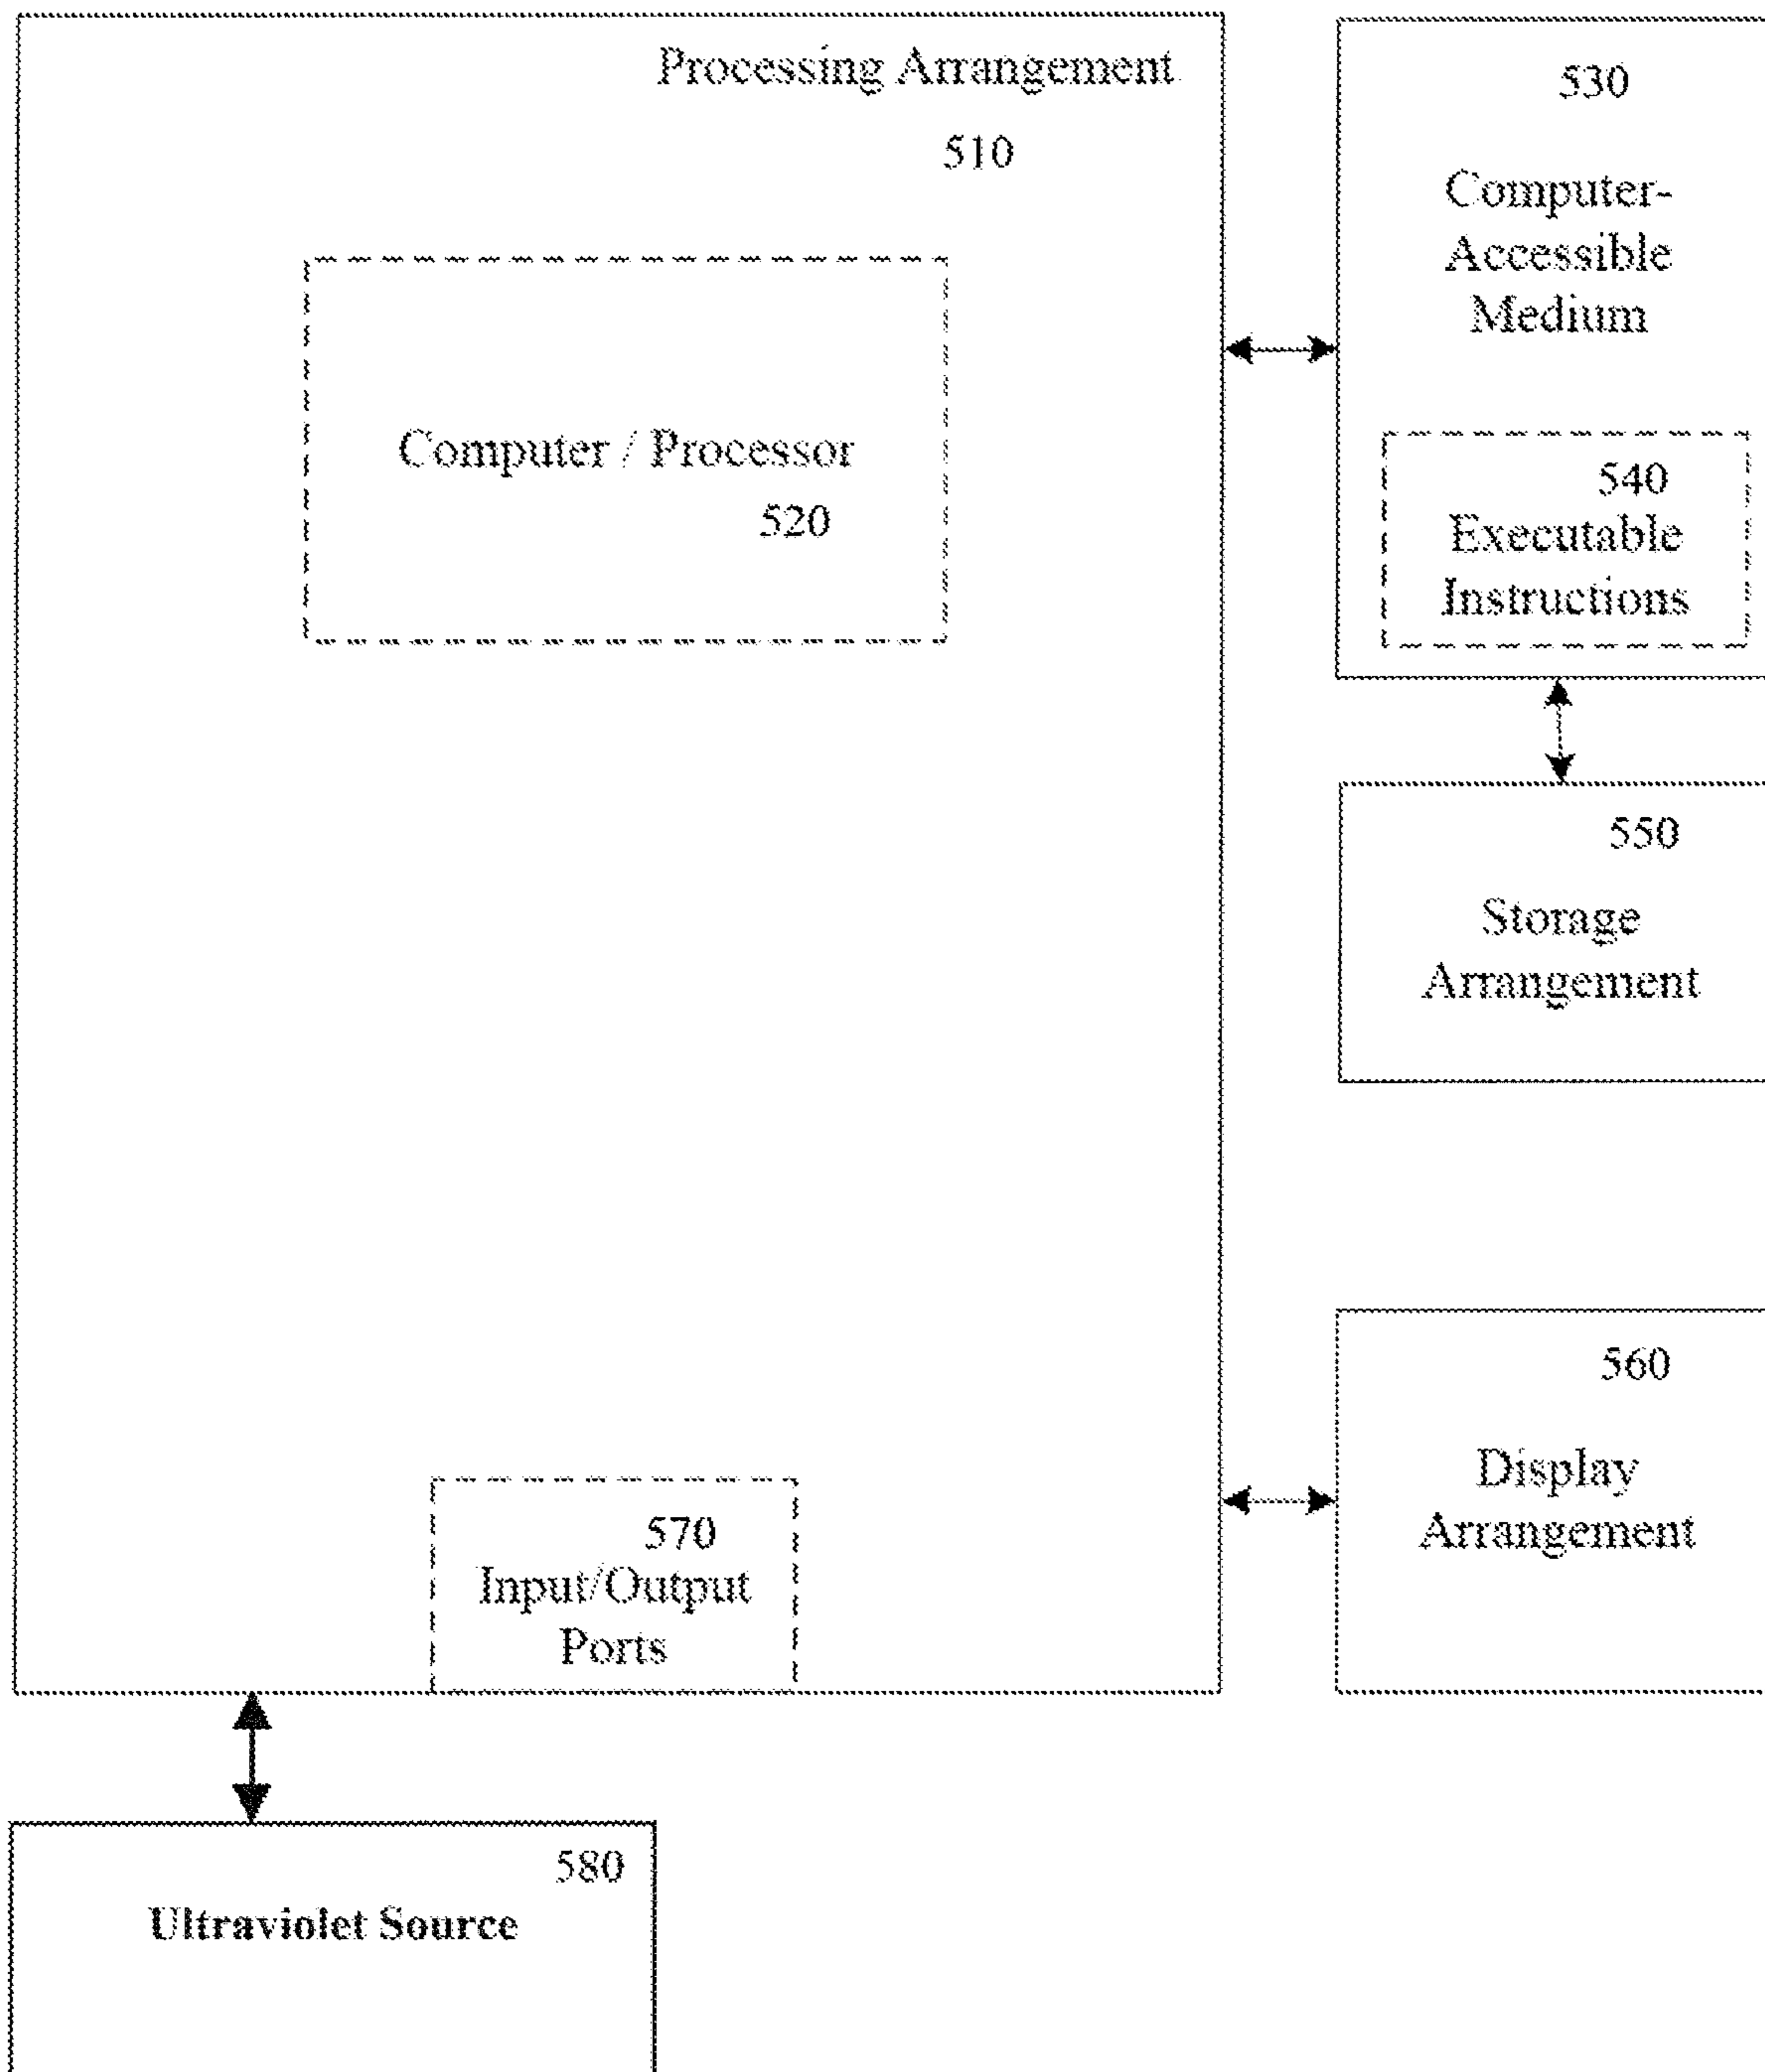 Processing Arrangement
510
Computer / Processor
520
530
Computer-
Accessible
Medium
540
Executable
Instructions
550
Storage
Arrangement
560
Display
Arrangement
570
Input/Output
Ports
580
Ultraviolet Source